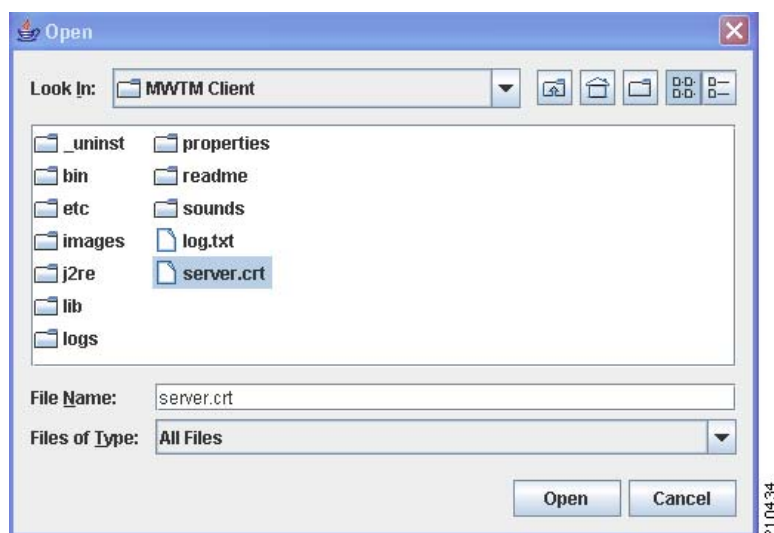 Open
Look In: MWTM Client
_uninst properties
bin readme
etc sounds
images log.txt
j2re server.crt
lib
logs
File Name: server.crt
Files of Type: All Files
Open Cancel
210434